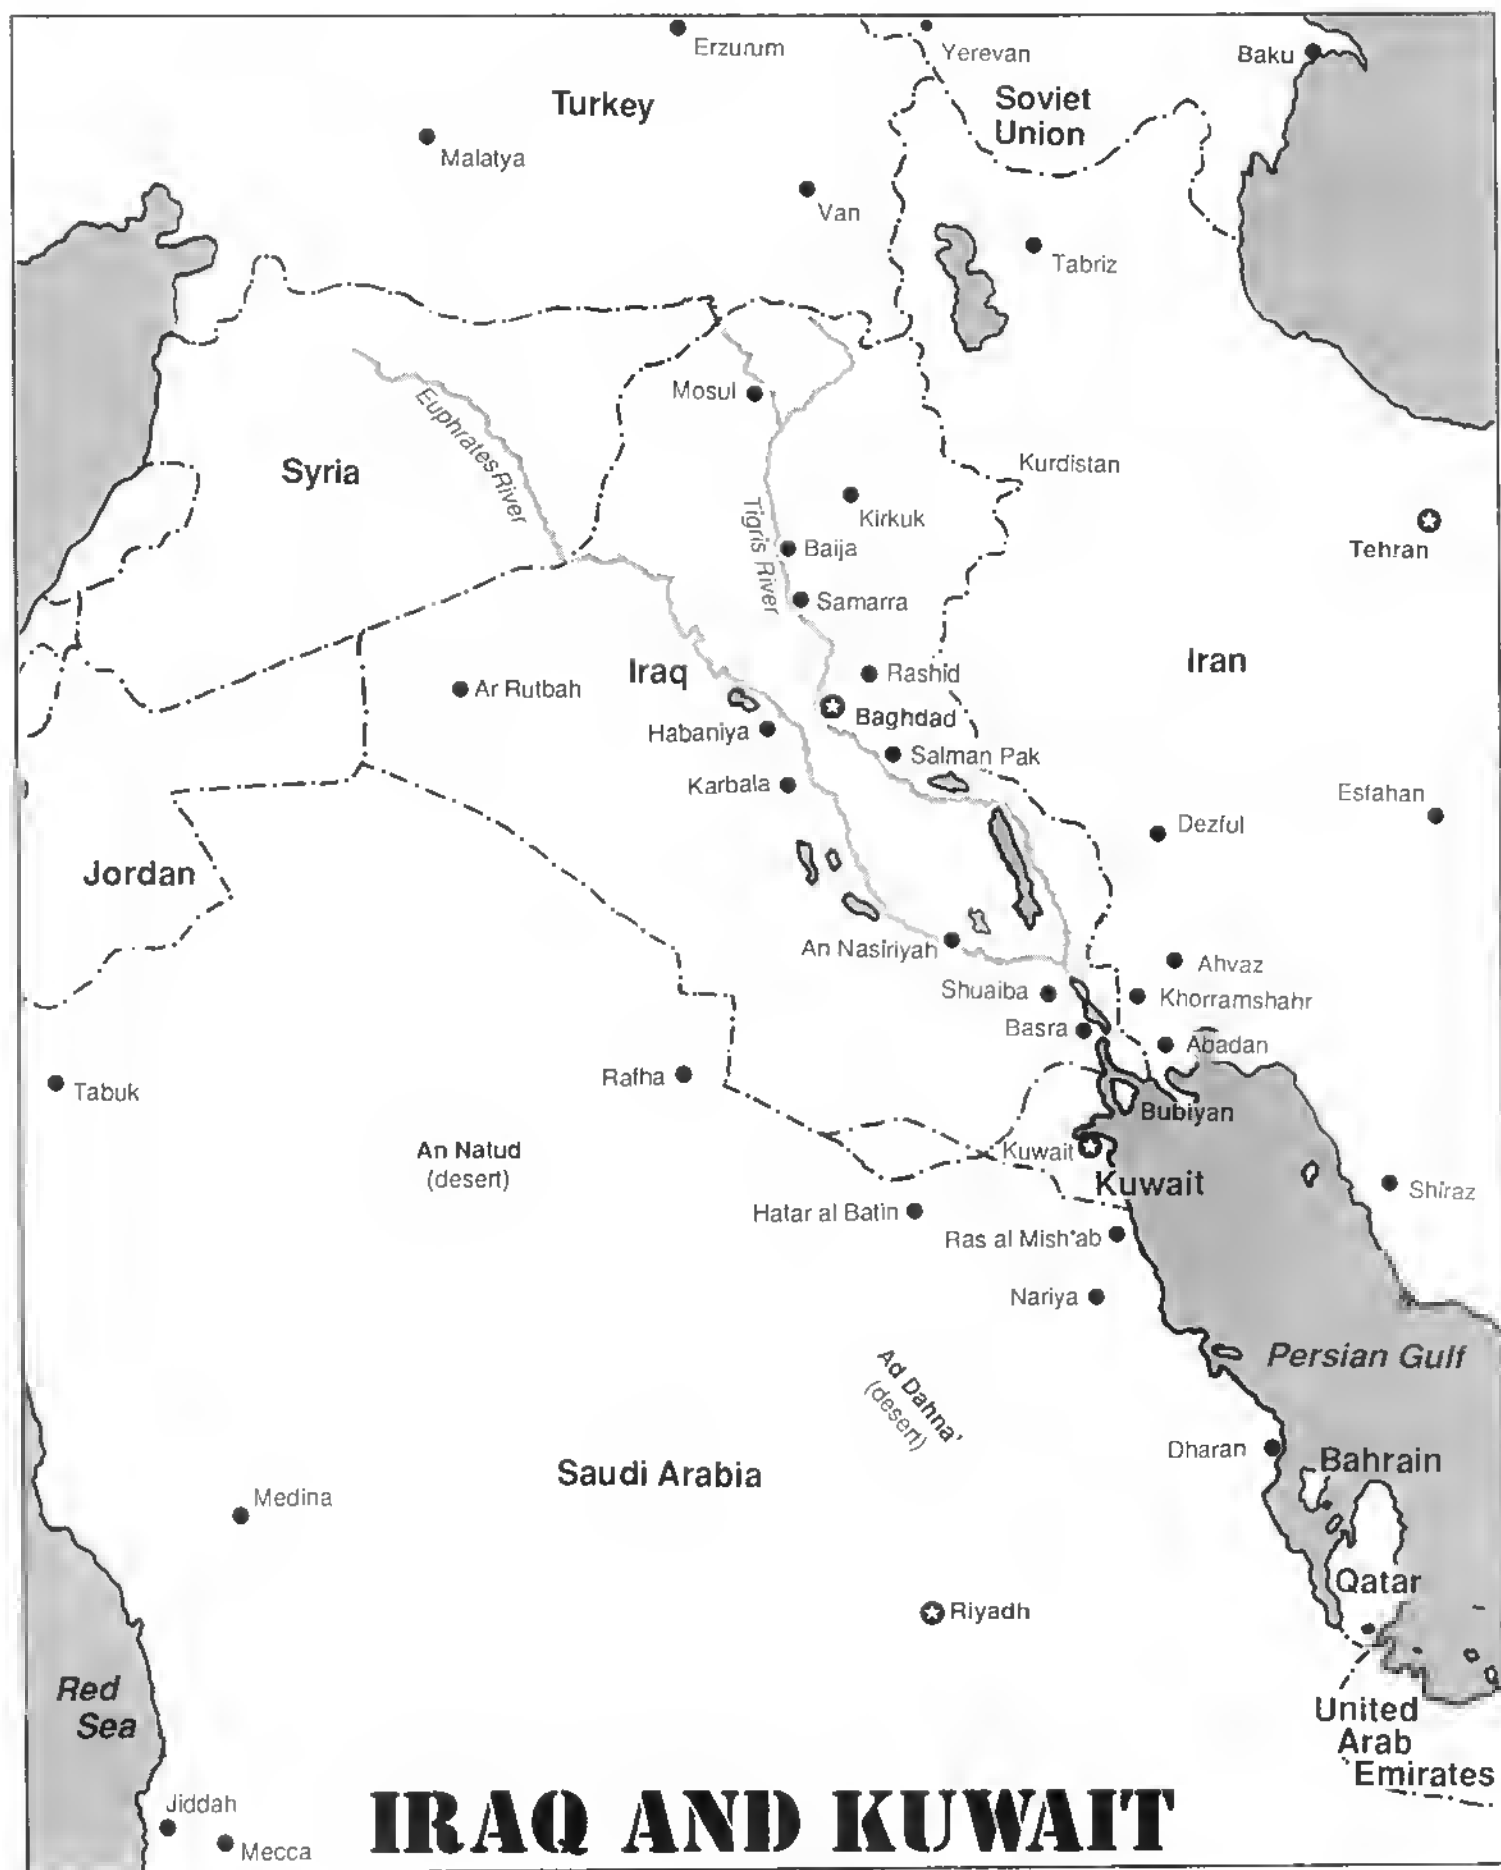 Erzurum
Yerevan
Baku
Turkey
Soviet
Union
Malatya
Van
Tabriz
Mosul
Euphrates River
Syria
Kurdistan
Kirkuk
Tigris River
Baija
Tehran
Samarra
Iraq
Rashid
Iran
Ar Rutbah
Baghdad
Habaniya
Salman Pak
Karbala
Esfahan
Dezful
Jordan
An Nasiriyah
Ahvaz
Shuaiba
Khorramshahr
Basra
Abadan
Rafha
Tabuk
Bubiyan
An Natud
(desert)
Kuwait
Kuwait
Shiraz
Hatar al Batin
Ras al Mish'ab
Nariya
Persian Gulf
Ad Dahna'
(desert)
Dharan
Bahrain
Saudi Arabia
Medina
Qatar
Riyadh
Red
Sea
United
Arab
Emirates
Jiddah
Mecca
IRAQ AND KUWAIT